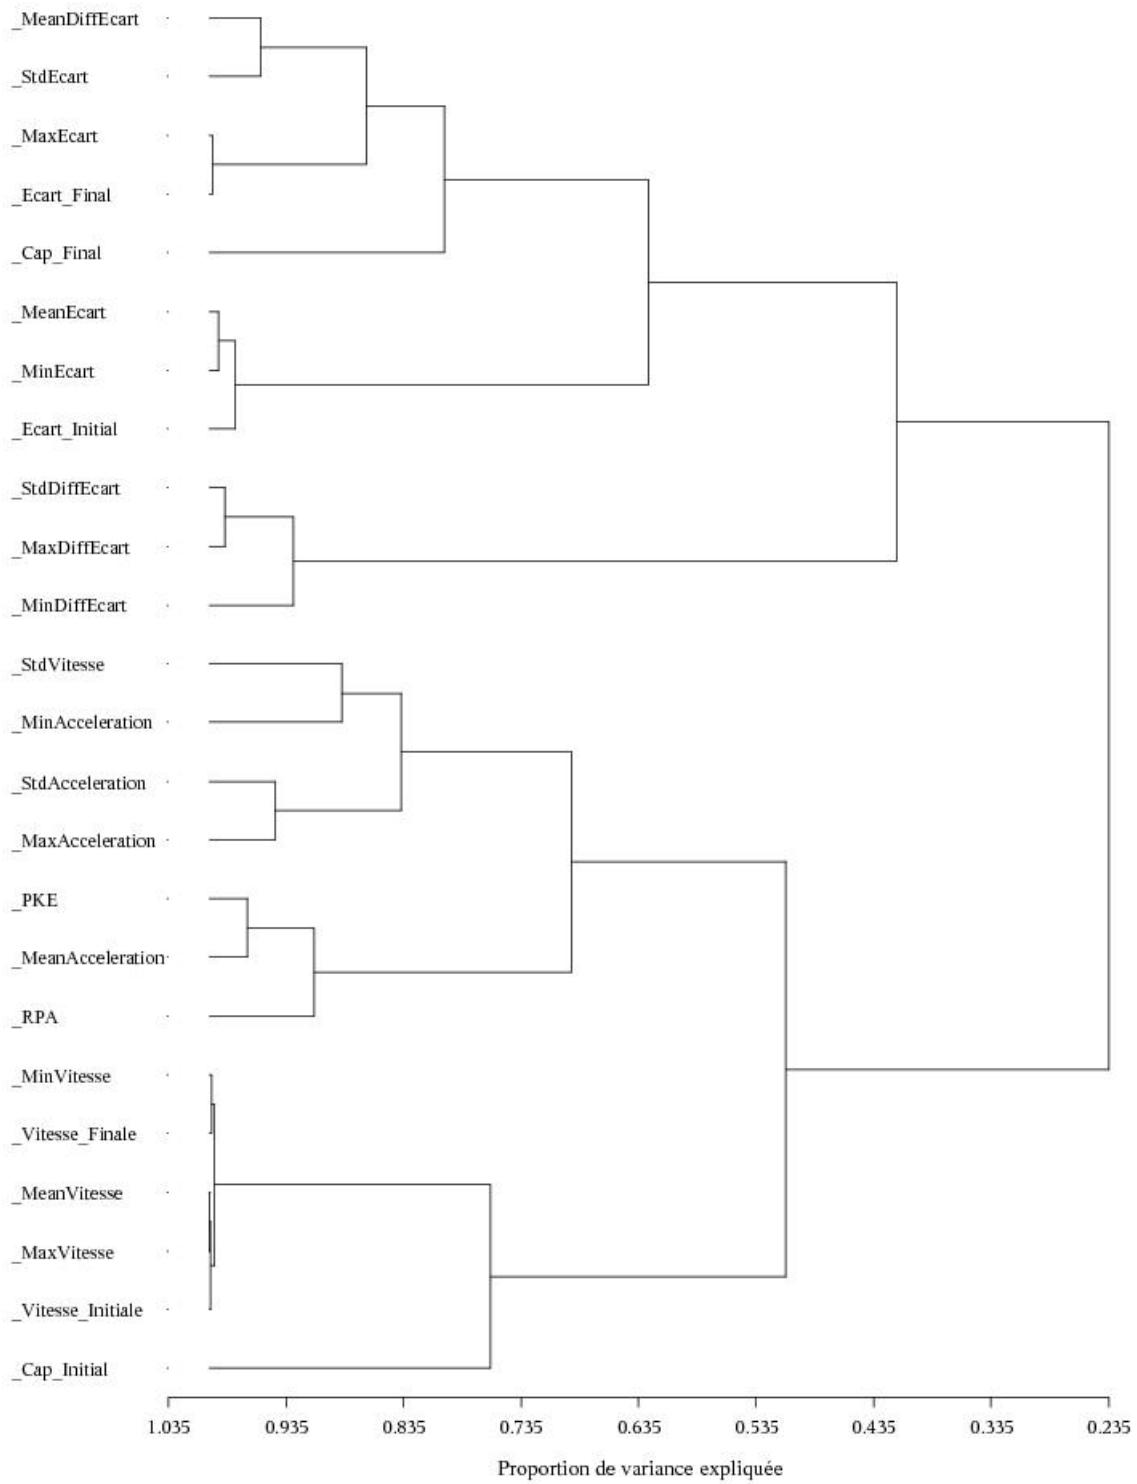 _MeanDiffEcart
_StdEcart
_MaxEcart
_Ecart_Final
_Cap_Final
_MeanEcart
_MinEcart
_Ecart_Initial
_StdDiffEcart
_MaxDiffEcart
_MinDiffEcart
_StdVitesse
_MinAcceleration
_StdAcceleration
_MaxAcceleration
_PKE
_MeanAcceleration
_RPA
_MinVitesse
_Vitesse_Finale
_MeanVitesse
_MaxVitesse
_Vitesse_Initiale
_Cap_Initial
1.035 0.935 0.835 0.735 0.635 0.535 0.435 0.335 0.235
Proportion de variance expliquée